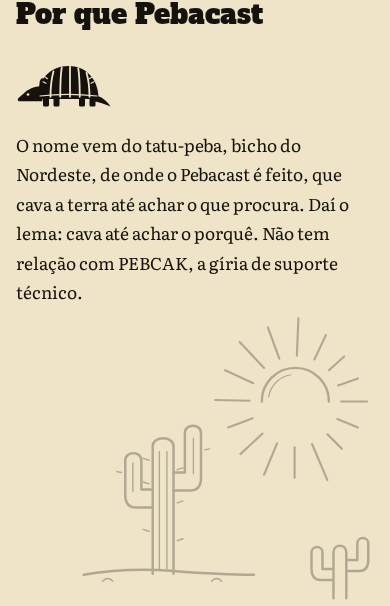 Por que Pebacast
O nome vem do tatu-peba, bicho do
Nordeste, de onde o Pebacast é feito, que
cava a terra até achar o que procura. Daí o
lema: cava até achar o porquê. Não tem
relação com PEBCAK, a gíria de suporte
técnico.